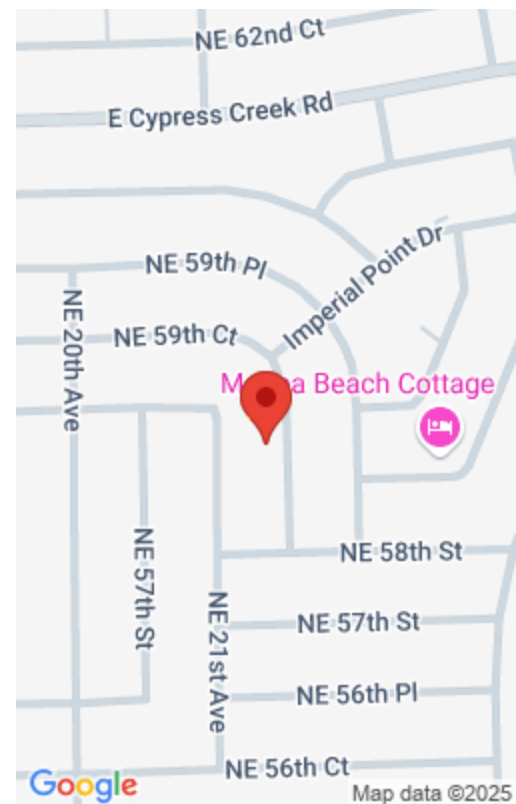 NE 62nd Ct
E Cypress Creek Rd
NE 59th Pl
Imperial Point Dr
NE 20th Ave
NE 59th Ct
Beach Cottage
NE 58th St
NE 57th St
NE 21st Ave
NE 57th St
NE 56th Pl
NE 56th Ct
Google
Map data ©2025